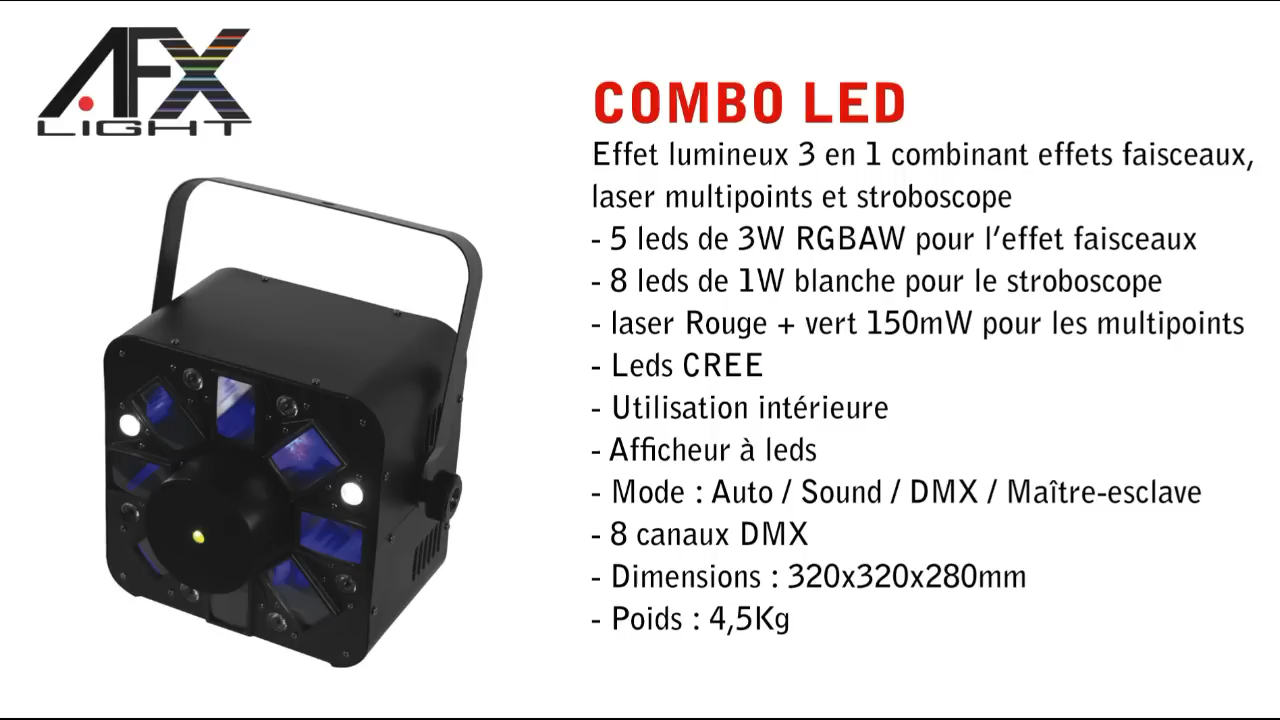 AFX
LIGHT
COMBO LED
Effet lumineux 3 en 1 combinant effets faisceaux,
laser multipoints et stroboscope
- 5 leds de 3W RGBAW pour l'effet faisceaux
- 8 leds de 1W blanche pour le stroboscope
- laser Rouge + vert 150mW pour les multipoints
- Leds CREE
- Utilisation intérieure
- Afficheur à leds
- Mode : Auto / Sound / DMX / Maître-esclave
- 8 canaux DMX
- Dimensions : 320x320x280mm
- Poids : 4,5Kg